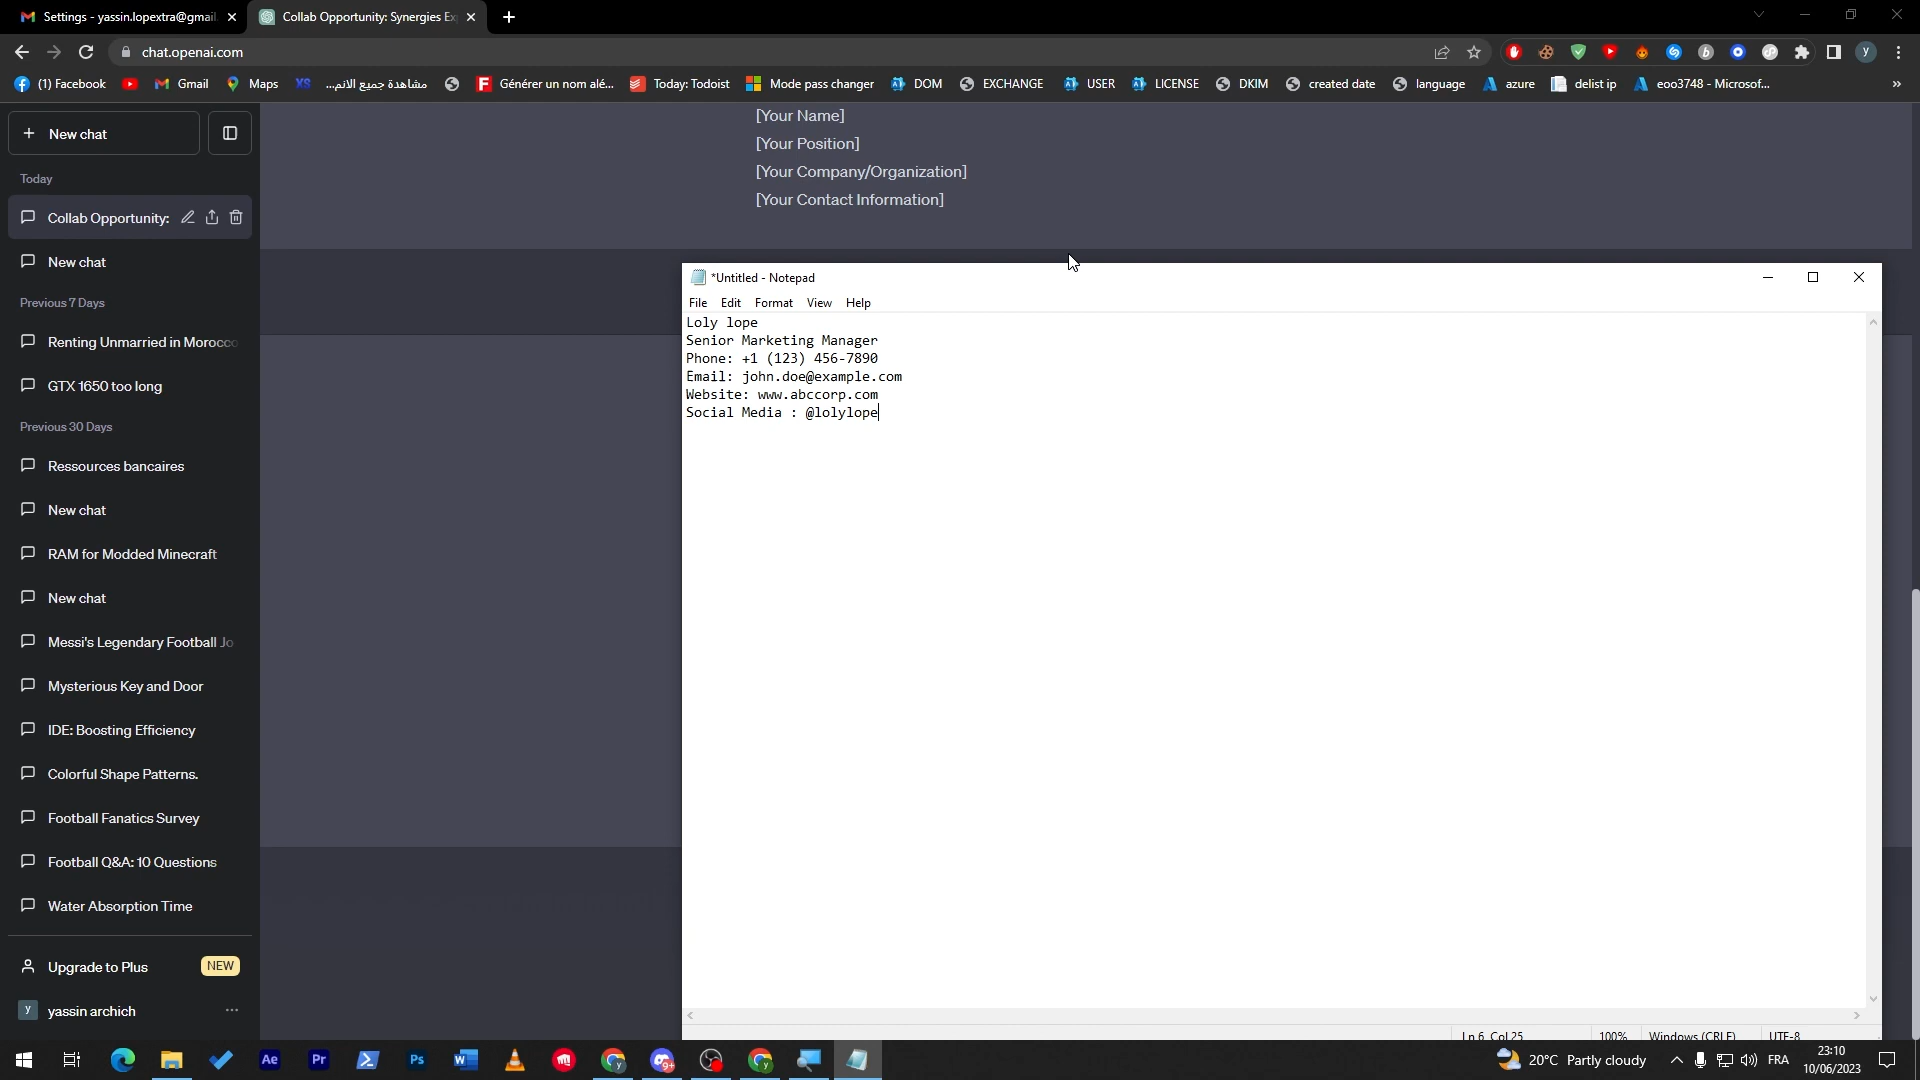 Settings - yassin.lopextra@gmail.
Collab Opportunity: Synergies Ex
chat.openai.com
(1) Facebook
Gmail
Maps
XS
مشاهدة جميع الانم...
Générer un nom alé...
Today: Todoist
Mode pass changer
DOM
EXCHANGE
USER
LICENSE
DKIM
created date
language
azure
delist ip
eoo3748 - Microsof...
New chat
Today
Collab Opportunity:
New chat
Previous 7 Days
Renting Unmarried in Morocco
GTX 1650 too long
Previous 30 Days
Ressources bancaires
New chat
RAM for Modded Minecraft
New chat
Messi's Legendary Football Jo
Mysterious Key and Door
IDE: Boosting Efficiency
Colorful Shape Patterns.
Football Fanatics Survey
Football Q&A: 10 Questions
Water Absorption Time
Upgrade to Plus
NEW
y
yassin archich
[Your Name]
[Your Position]
[Your Company/Organization]
[Your Contact Information]
*Untitled - Notepad
File Edit Format View Help
Loly lope
Senior Marketing Manager
Phone: +1 (123) 456-7890
Email: john.doe@example.com
Website: www.abccorp.com
Social Media : @lolylope
Ln 6, Col 25
100%
Windows (CRLF)
UTF-8
Ae
Pr
Ps
20°C Partly cloudy
FRA
23:10
10/06/2023